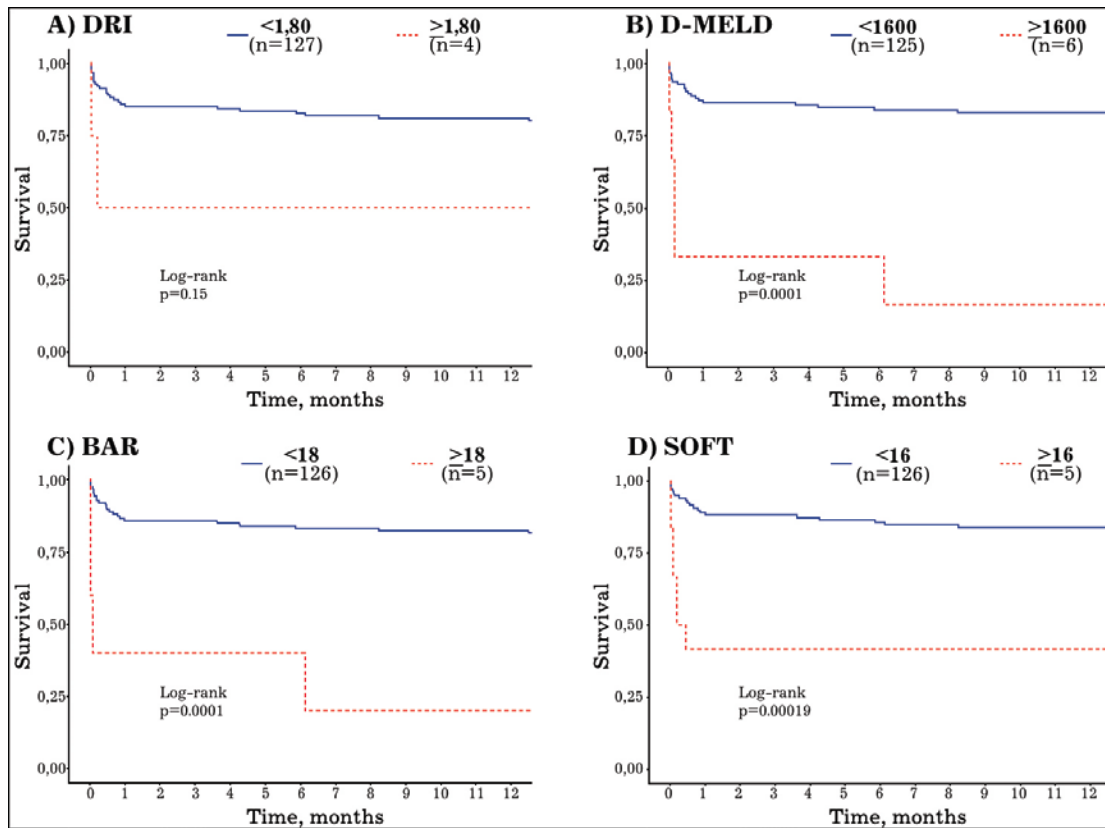 A) DRI
<1,80 ≥1,80
(n=127) (n=4)
1,00
0,75
0,50
0,25
0,00
Survival
Log-rank
p=0.15
0 1 2 3 4 5 6 7 8 9 10 11 12
Time, months
B) D-MELD
<1600 ≥1600
(n=125) (n=6)
1,00
0,75
0,50
0,25
0,00
Survival
Log-rank
p=0.0001
0 1 2 3 4 5 6 7 8 9 10 11 12
Time, months
C) BAR
<18 ≥18
(n=126) (n=5)
1,00
0,75
0,50
0,25
0,00
Survival
Log-rank
p=0.0001
0 1 2 3 4 5 6 7 8 9 10 11 12
Time, months
D) SOFT
<16 ≥16
(n=126) (n=5)
1,00
0,75
0,50
0,25
0,00
Survival
Log-rank
p=0.00019
0 1 2 3 4 5 6 7 8 9 10 11 12
Time, months